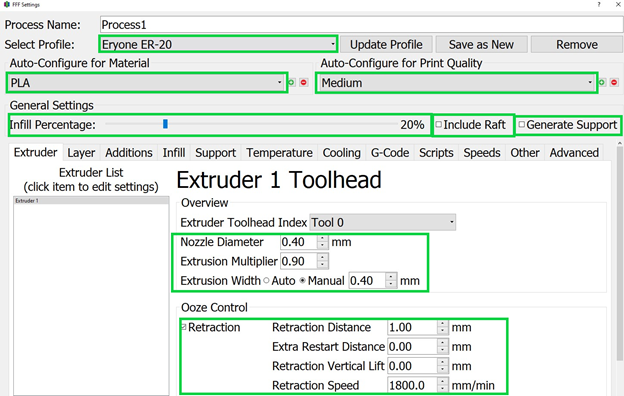 FFF Settings
Process Name: Process1
Select Profile: Eryone ER-20 Update Profile Save as New Remove
Auto-Configure for Material Auto-Configure for Print Quality
PLA Medium
General Settings
Infill Percentage: 20% Include Raft Generate Support
Extruder Layer Additions Infill Support Temperature Cooling G-Code Scripts Speeds Other Advanced
Extruder List
(click item to edit settings)
Extruder 1
Extruder 1 Toolhead
Overview
Extruder Toolhead Index Tool 0
Nozzle Diameter 0.40 mm
Extrusion Multiplier 0.90
Extrusion Width Auto Manual 0.40 mm
Ooze Control
Retraction Retraction Distance 1.00 mm
Extra Restart Distance 0.00 mm
Retraction Vertical Lift 0.00 mm
Retraction Speed 1800.0 mm/min